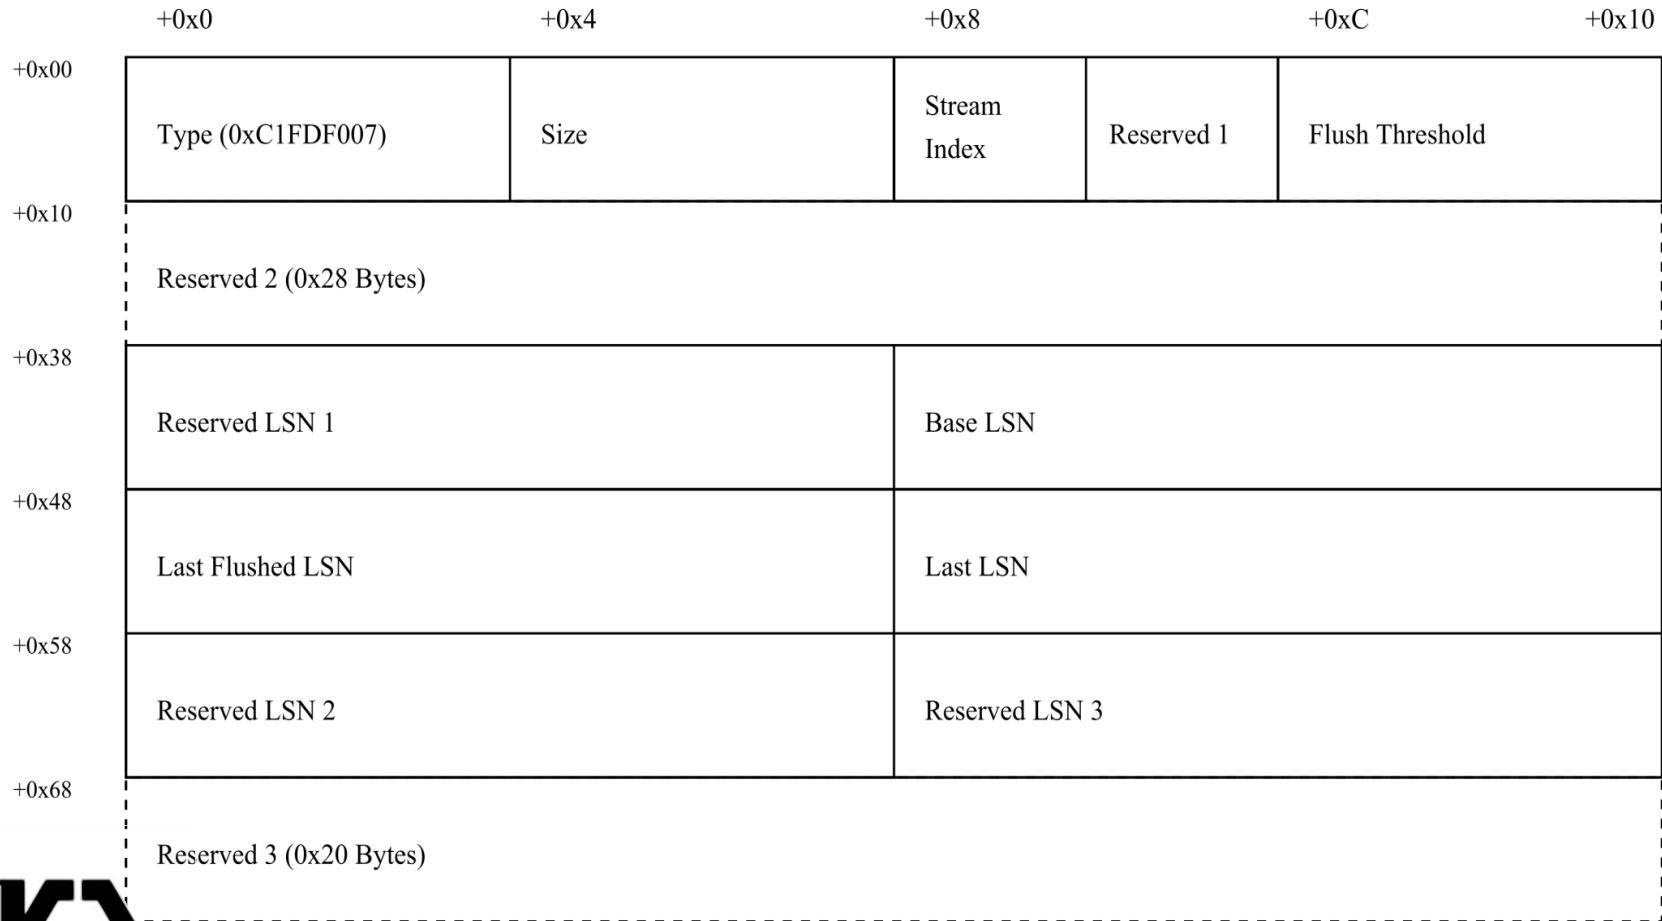 +0x0 +0x4 +0x8 +0xC +0x10
+0x00
Type (0xC1FDF007) Size Stream Index Reserved 1 Flush Threshold
+0x10
Reserved 2 (0x28 Bytes)
+0x38
Reserved LSN 1 Base LSN
+0x48
Last Flushed LSN Last LSN
+0x58
Reserved LSN 2 Reserved LSN 3
+0x68
Reserved 3 (0x20 Bytes)